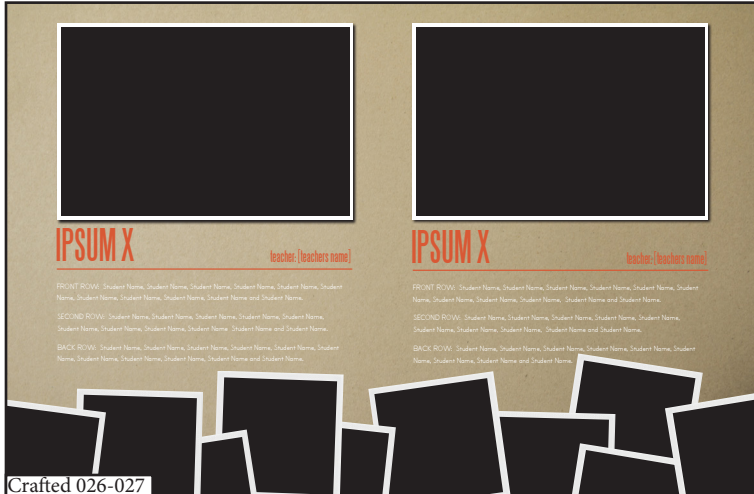 IPSUM X
teacher: [teachers name]
FRONT ROW: Student Name, Student Name, Student Name, Student Name, Student Name, Student
Name, Student Name, Student Name, Student Name, Student Name and Student Name.
SECOND ROW: Student Name, Student Name, Student Name, Student Name, Student Name,
Student Name, Student Name, Student Name, Student Name Student Name and Student Name.
BACK ROW: Student Name, Student Name, Student Name, Student Name, Student Name, Student
Name, Student Name, Student Name, Student Name, Student Name and Student Name.
IPSUM X
teacher: [teachers name]
FRONT ROW: Student Name, Student Name, Student Name, Student Name, Student Name, Student
Name, Student Name, Student Name, Student Name, Student Name and Student Name.
SECOND ROW: Student Name, Student Name, Student Name, Student Name, Student Name,
Student Name, Student Name, Student Name, Student Name and Student Name.
BACK ROW: Student Name, Student Name, Student Name, Student Name, Student Name, Student
Name, Student Name, Student Name and Student Name.
Crafted 026-027